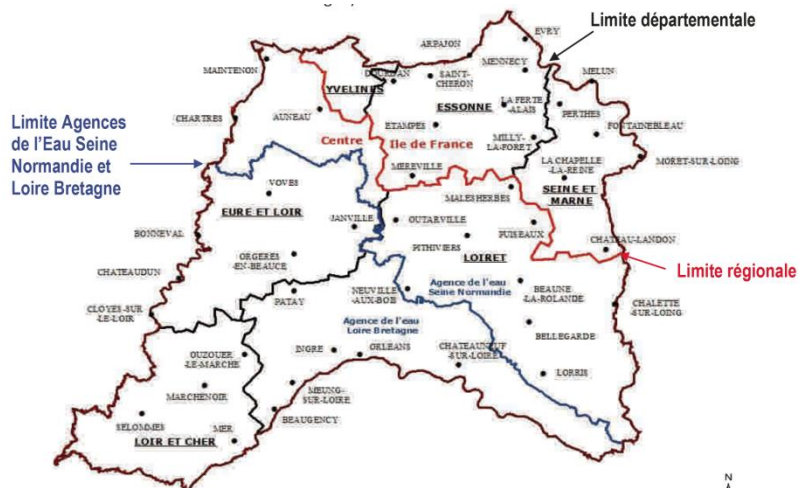 Limite départementale
EVRY
ARPAJON
MAINTENON
MENNECY
MELUN
YVELINES
DOURDAN
SAINT-
CHERON
ESSONNE
LA FERTE
-ALAIS
PERTHES
CHARTRES
AUNEAU
ETAMPES
FONTAINEBLEAU
Limite Agences
de l'Eau Seine
Normandie et
Loire Bretagne
Centre
Ile de France
MILLY-
LA-FORET
MORET-SUR-LOING
LA CHAPELLE
-LA-REINE
MEREVILLE
SEINE ET
MARNE
VOVES
MALESHERBES
EURE ET LOIR
JANVILLE
OUTARVILLE
PUISEAUX
BONNEVAL
PITHIVIERS
LOIRET
CHATEAU-LANDON
ORGERES
-EN-BEAUCE
Limite régionale
CHATEAUDUN
PATAY
NEUVILLE
-AUX-BOIS
Agence de l'eau
Seine Normandie
BEAUNE
-LA-ROLANDE
CHALETTE
-SUR-LOING
CLOYES-SUR
-LE-LOIR
Agence de l'eau
Loire Bretagne
BELLEGARDE
OUZOUER
-LE-MARCHE
INGRE
ORLEANS
CHATEAUNEUF
-SUR-LOIRE
LORRIS
MARCHENOIR
MEUNG-
SUR-LOIRE
SELOMMES
BEAUGENCY
LOIR ET CHER
MER
N